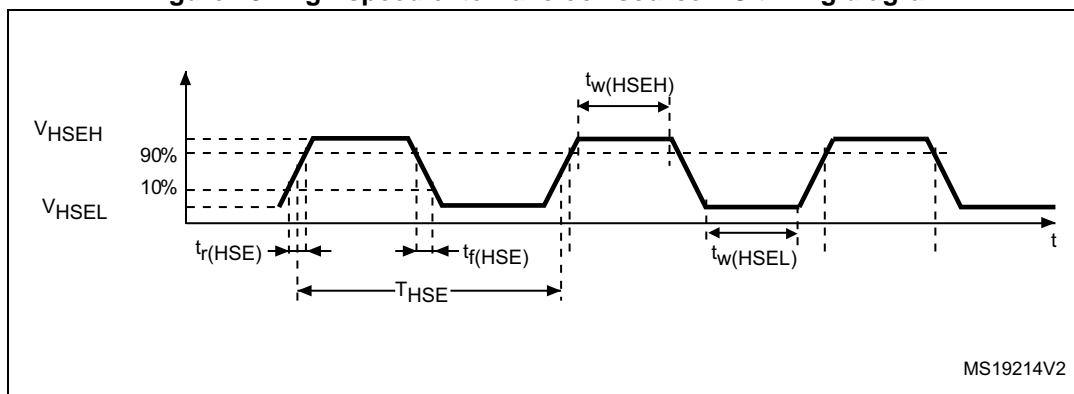 VHSEH
90%
10%
VHSEL
tr(HSE)
tf(HSE)
THSE
tw(HSEH)
tw(HSEL)
t
MS19214V2